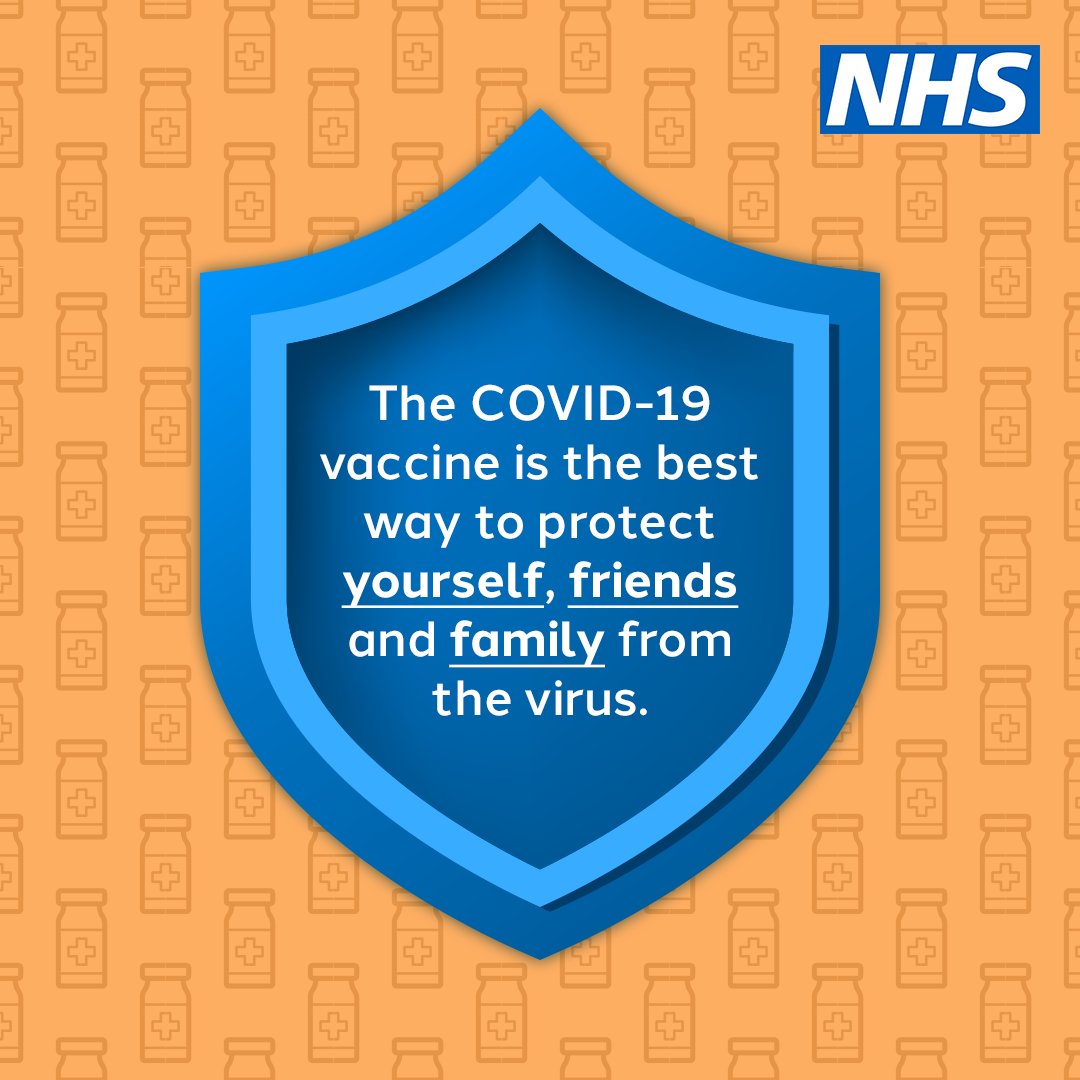 NHS
The COVID-19
vaccine is the best
way to protect
yourself, friends
and family from
the virus.